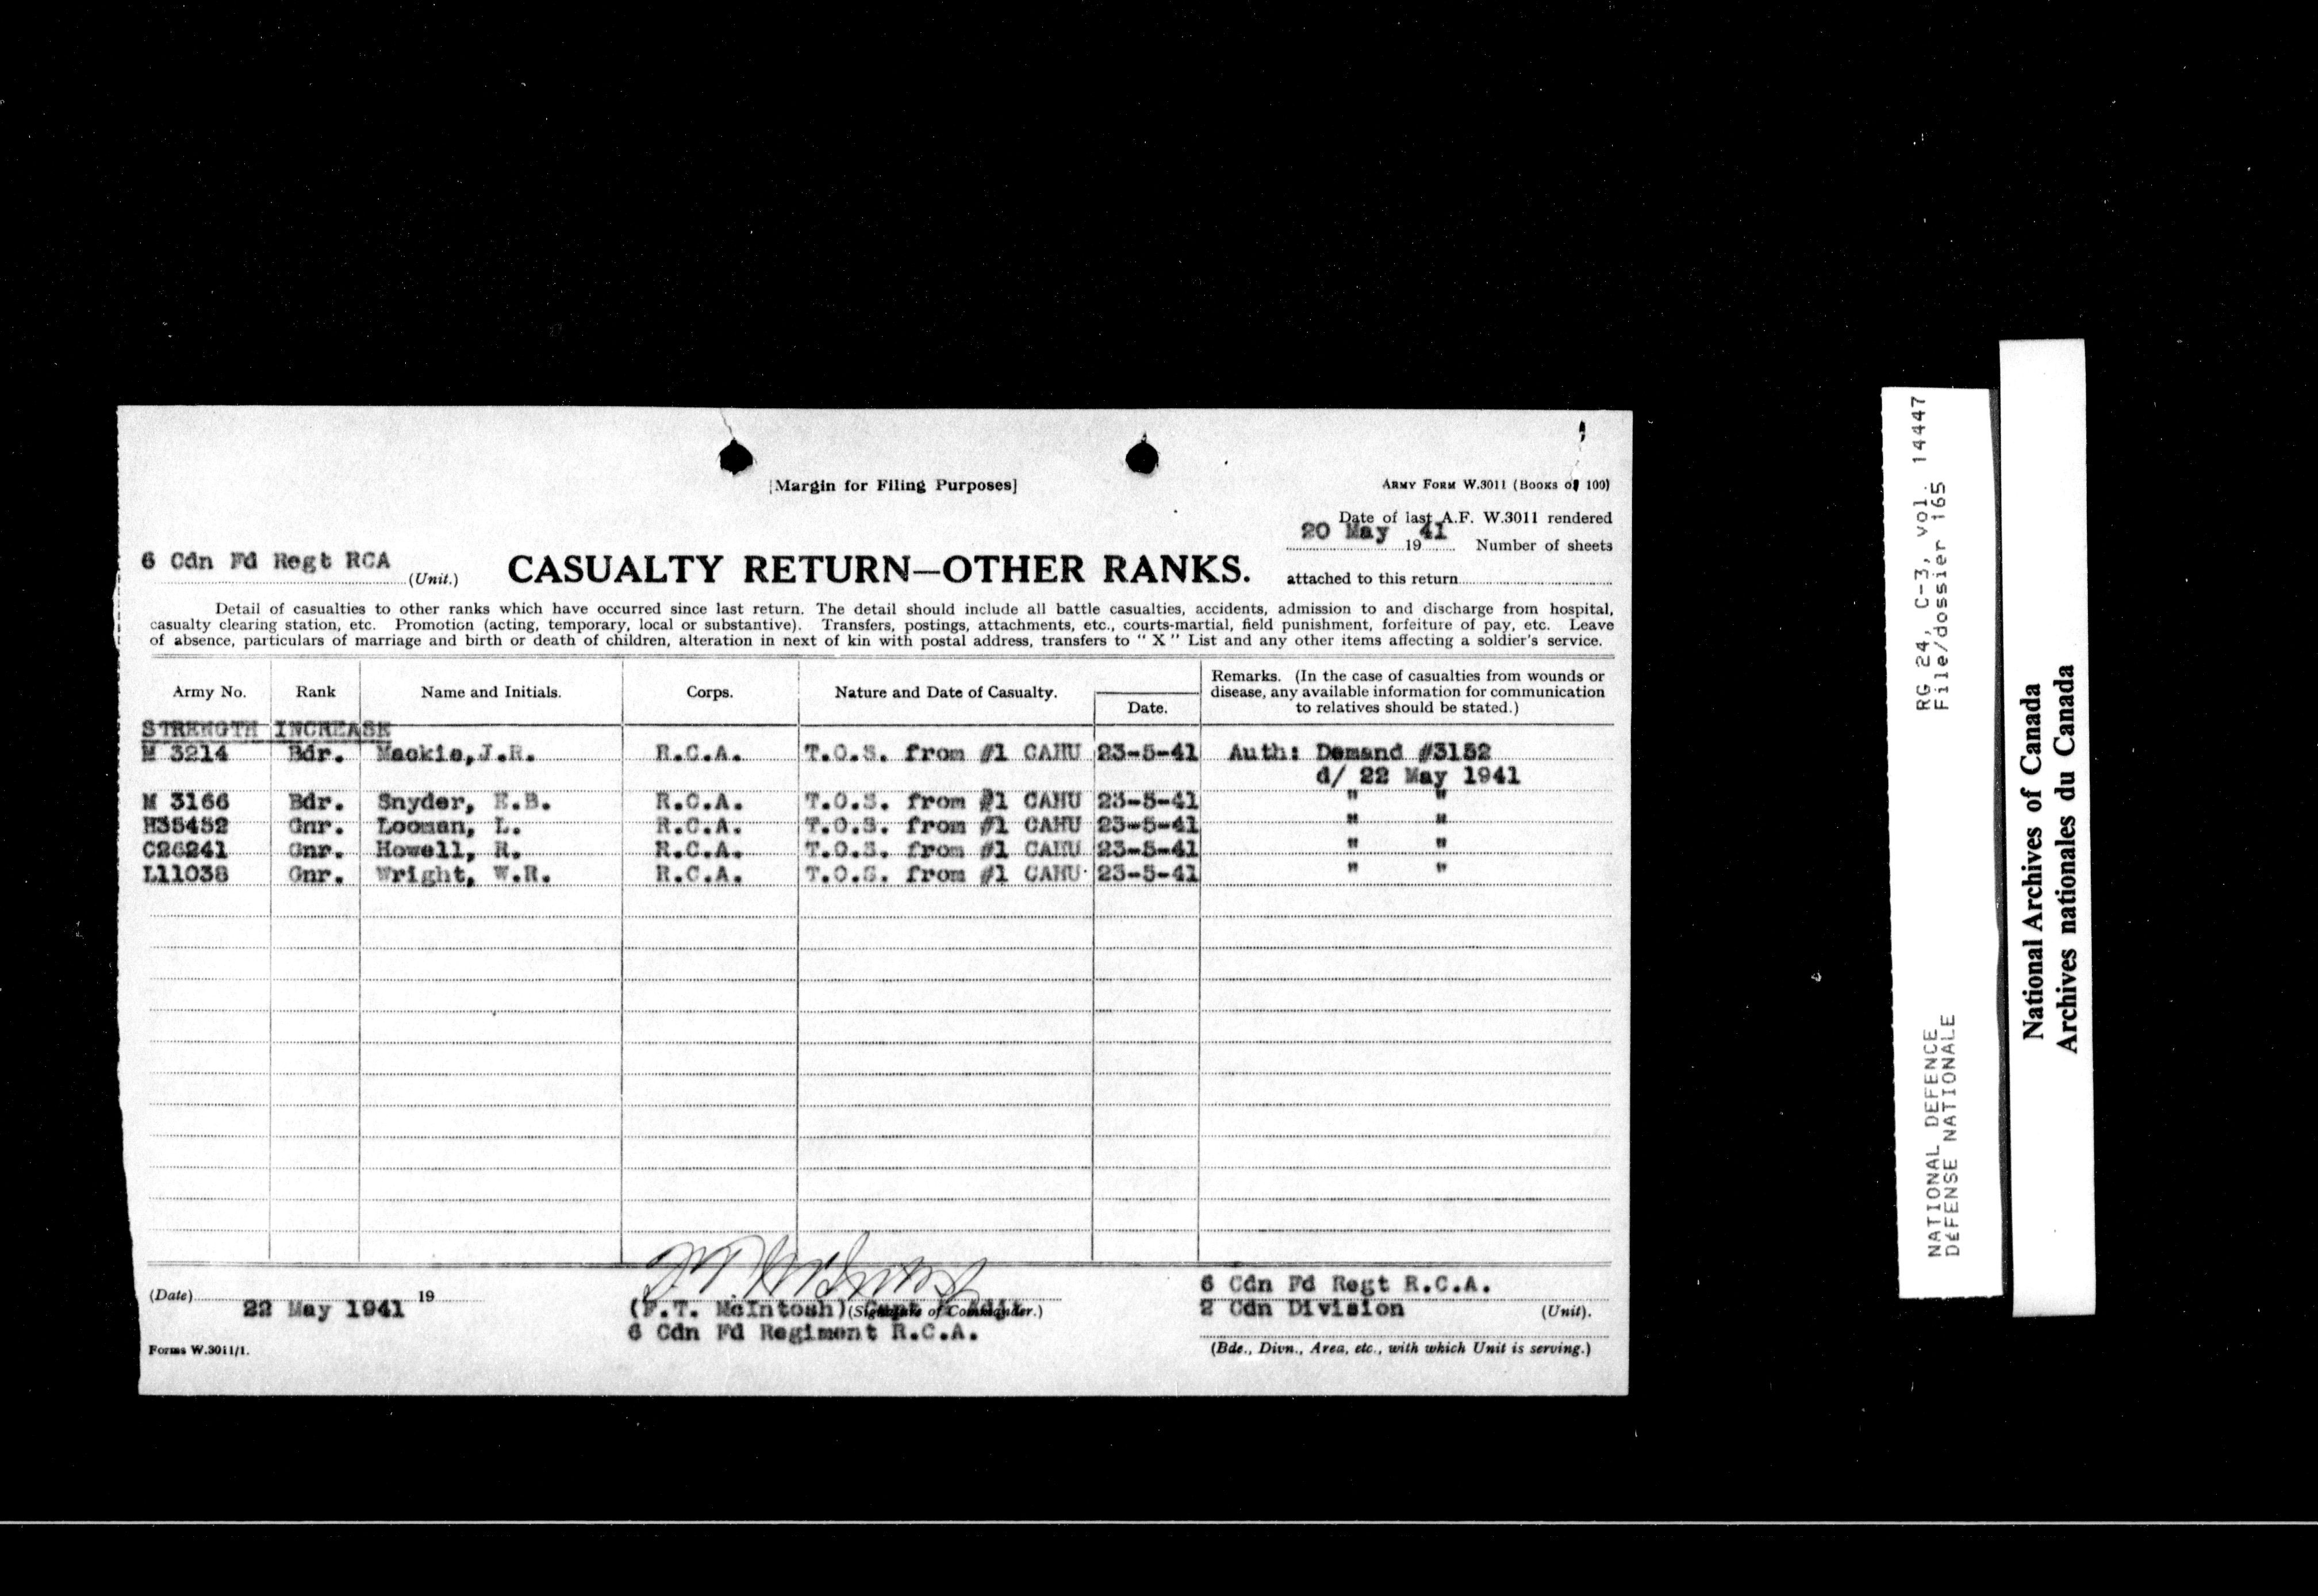 [Margin for Filing Purposes]
ARMY FORM W.3011 (BOOKS OF 100)
Date of last A.F. W.3011 rendered
20 May 41
19 Number of sheets
attached to this return
6 Cdn Fd Regt RCA
(Unit.)
CASUALTY RETURN—OTHER RANKS.
Detail of casualties to other ranks which have occurred since last return. The detail should include all battle casualties, accidents, admission to and discharge from hospital,
casualty clearing station, etc. Promotion (acting, temporary, local or substantive). Transfers, postings, attachments, etc., courts-martial, field punishment, forfeiture of pay, etc. Leave
of absence, particulars of marriage and birth or death of children, alteration in next of kin with postal address, transfers to " X " List and any other items affecting a soldier's service.
Army No. Rank Name and Initials. Corps. Nature and Date of Casualty. Date.
Remarks. (In the case of casualties from wounds or
disease, any available information for communication
to relatives should be stated.)
STRENGTH INCREASE
M 3214 Bdr. Mackie,J.R. R.C.A. T.O.S. from #1 CAHU 23-5-41 Auth: Demand #3152
d/ 22 May 1941
M 3166 Bdr. Snyder, E.B. R.C.A. T.O.S. from #1 CAHU 23-5-41 " "
H35452 Gnr. Looman, L. R.C.A. T.O.S. from #1 CAHU 23-5-41 " "
C26241 Gnr. Howell, R. R.C.A. T.O.S. from #1 CAHU 23-5-41 " "
L11038 Gnr. Wright, W.R. R.C.A. T.O.S. from #1 CAHU 23-5-41 " "
(Date) 19
22 May 1941
(F.T. McIntosh) Capt & Adjt
(Signature of Commander.)
6 Cdn Fd Regiment R.C.A.
6 Cdn Fd Regt R.C.A.
2 Cdn Division (Unit).
(Bde., Divn., Area, etc., with which Unit is serving.)
Forms W.3011/1.
NATIONAL DEFENCE RG 24, C-3, vol. 14447
DÉFENSE NATIONALE File/dossier 165
National Archives of Canada
Archives nationales du Canada